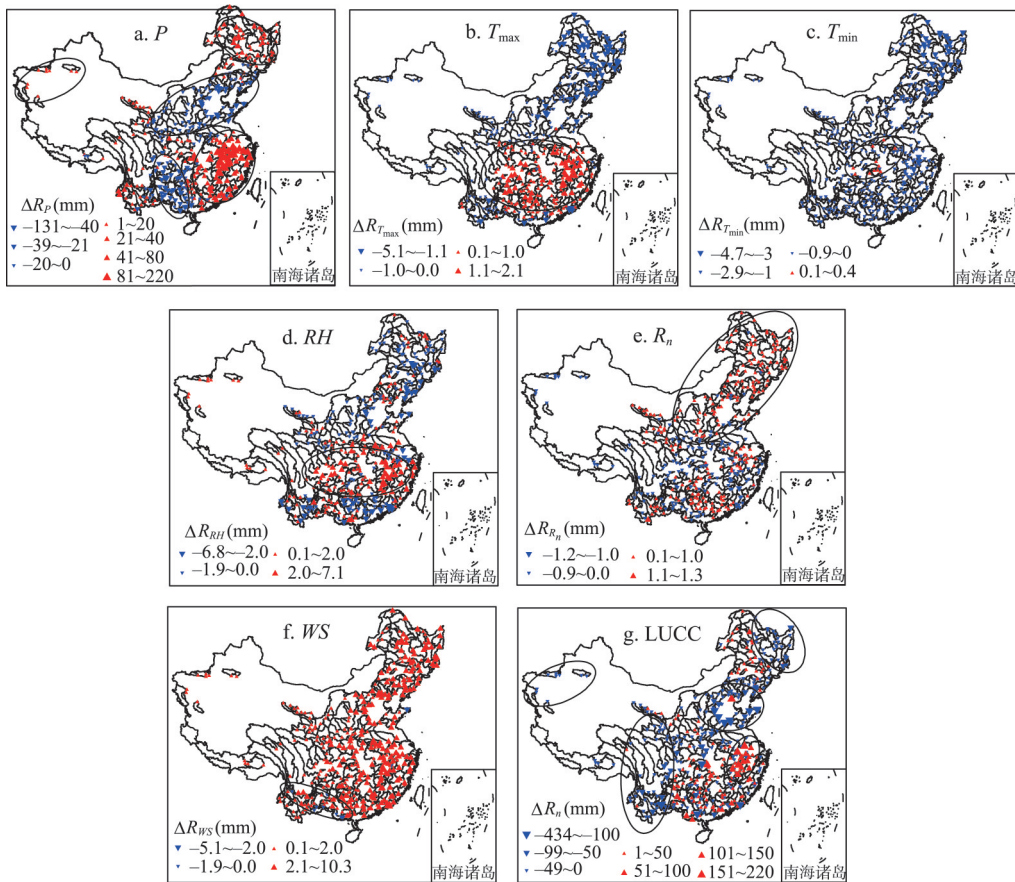 a. P
ΔR_P (mm)
−131~−40 1~20
−39~−21 21~40
−20~0 41~80
81~220
南海诸岛
b. T_max
ΔR_{T_max} (mm)
−5.1~−1.1 0.1~1.0
−1.0~0.0 1.1~2.1
南海诸岛
c. T_min
ΔR_{T_min} (mm)
−4.7~−3 −0.9~0
−2.9~−1 0.1~0.4
南海诸岛
d. RH
ΔR_RH (mm)
−6.8~−2.0 0.1~2.0
−1.9~0.0 2.0~7.1
南海诸岛
e. R_n
ΔR_{R_n} (mm)
−1.2~−1.0 0.1~1.0
−0.9~0.0 1.1~1.3
南海诸岛
f. WS
ΔR_WS (mm)
−5.1~−2.0 0.1~2.0
−1.9~0.0 2.1~10.3
南海诸岛
g. LUCC
ΔR_n (mm)
−434~−100
−99~−50 1~50 101~150
−49~0 51~100 151~220
南海诸岛